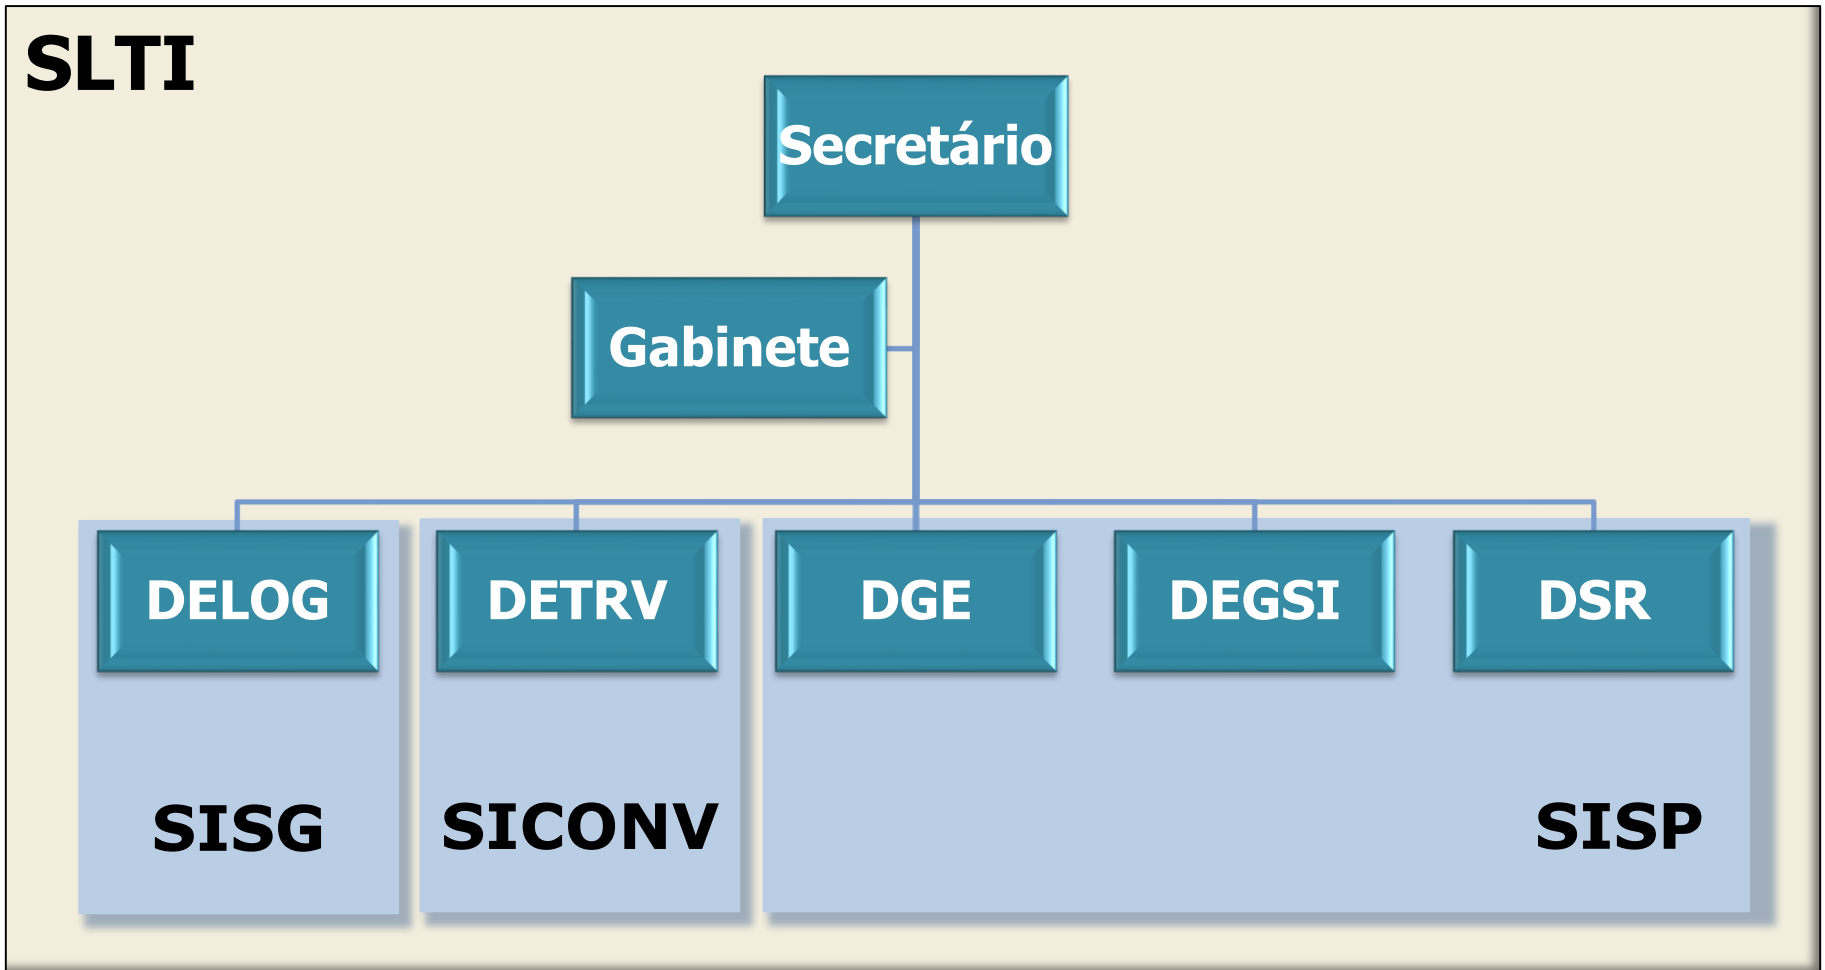 SLTI
Secretário
Gabinete
DELOG
DETRV
DGE
DEGSI
DSR
SISG
SICONV
SISP